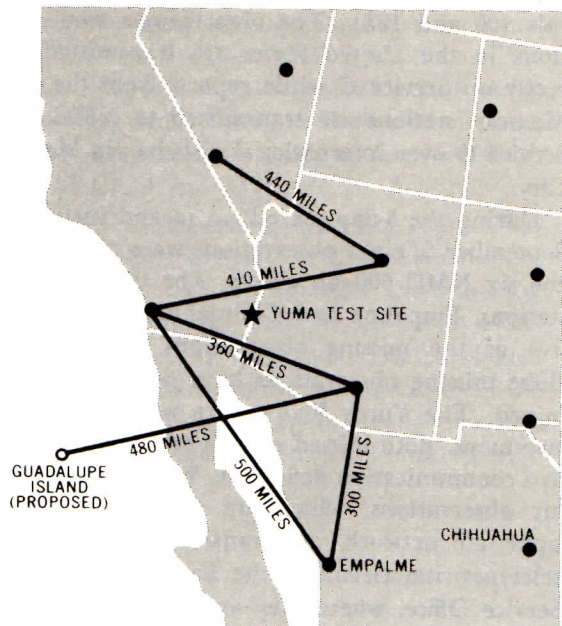 440 MILES
410 MILES
YUMA TEST SITE
360 MILES
480 MILES
GUADALUPE
ISLAND
(PROPOSED)
500 MILES
300 MILES
CHIHUAHUA
EMPALME